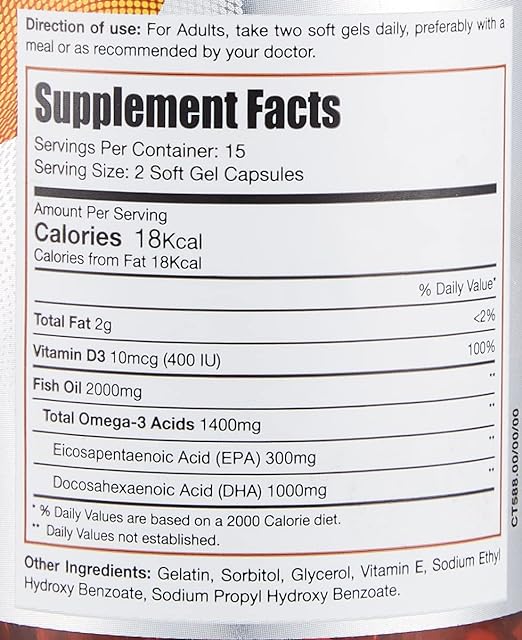 Direction of use: For Adults, take two soft gels daily, preferably with a
meal or as recommended by your doctor.
Supplement Facts
Servings Per Container: 15
Serving Size: 2 Soft Gel Capsules
Amount Per Serving
Calories 18Kcal
Calories from Fat 18Kcal
% Daily Value*
Total Fat 2g <2%
Vitamin D3 10mcg (400 IU) 100%
Fish Oil 2000mg **
Total Omega-3 Acids 1400mg **
Eicosapentaenoic Acid (EPA) 300mg **
Docosahexaenoic Acid (DHA) 1000mg **
* % Daily Values are based on a 2000 Calorie diet.
** Daily Values not established.
Other Ingredients: Gelatin, Sorbitol, Glycerol, Vitamin E, Sodium Ethyl
Hydroxy Benzoate, Sodium Propyl Hydroxy Benzoate.
CT588.00/00/00